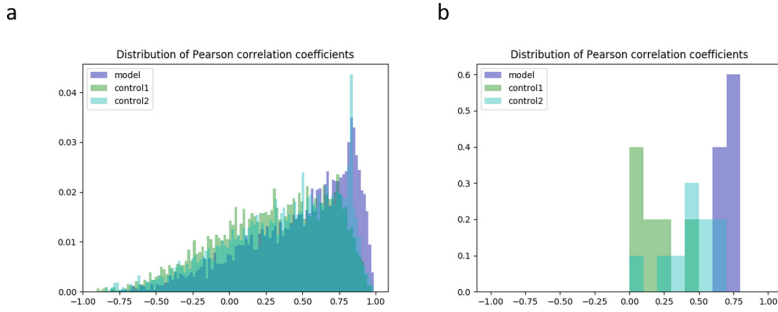 a
b
Distribution of Pearson correlation coefficients
model
control1
control2
0.04
0.03
0.02
0.01
0.00
−1.00 −0.75 −0.50 −0.25 0.00 0.25 0.50 0.75 1.00
Distribution of Pearson correlation coefficients
model
control1
control2
0.6
0.5
0.4
0.3
0.2
0.1
0.0
−1.00 −0.75 −0.50 −0.25 0.00 0.25 0.50 0.75 1.00